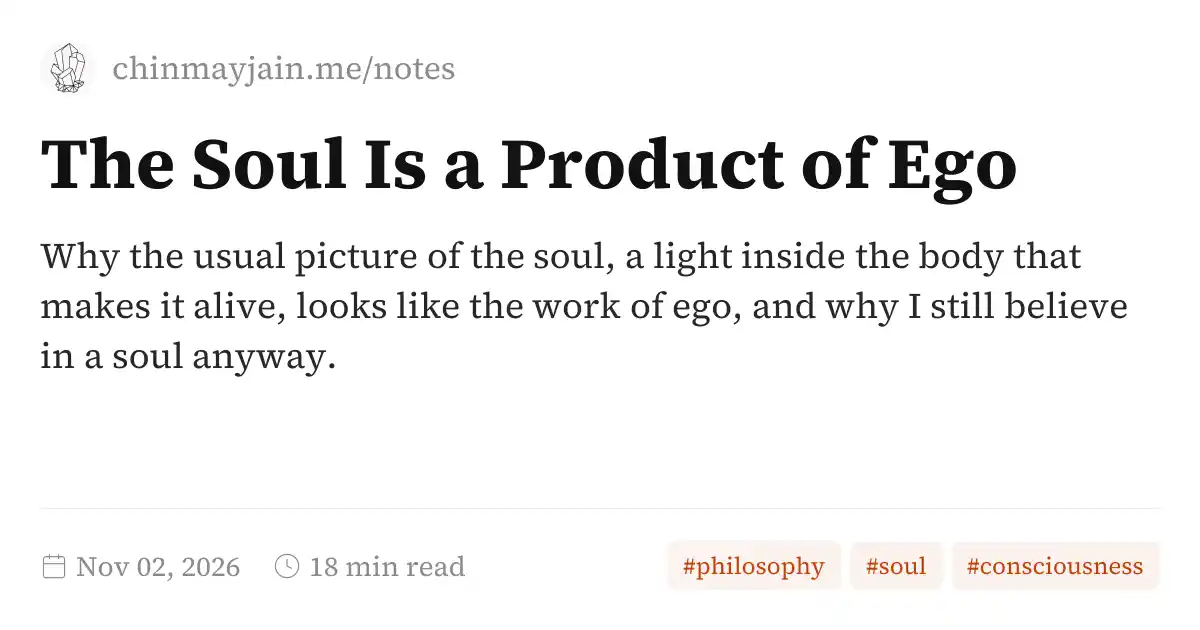 chinmayjain.me/notes
The Soul Is a Product of Ego
Why the usual picture of the soul, a light inside the body that
makes it alive, looks like the work of ego, and why I still believe
in a soul anyway.
Nov 02, 2026 18 min read #philosophy #soul #consciousness